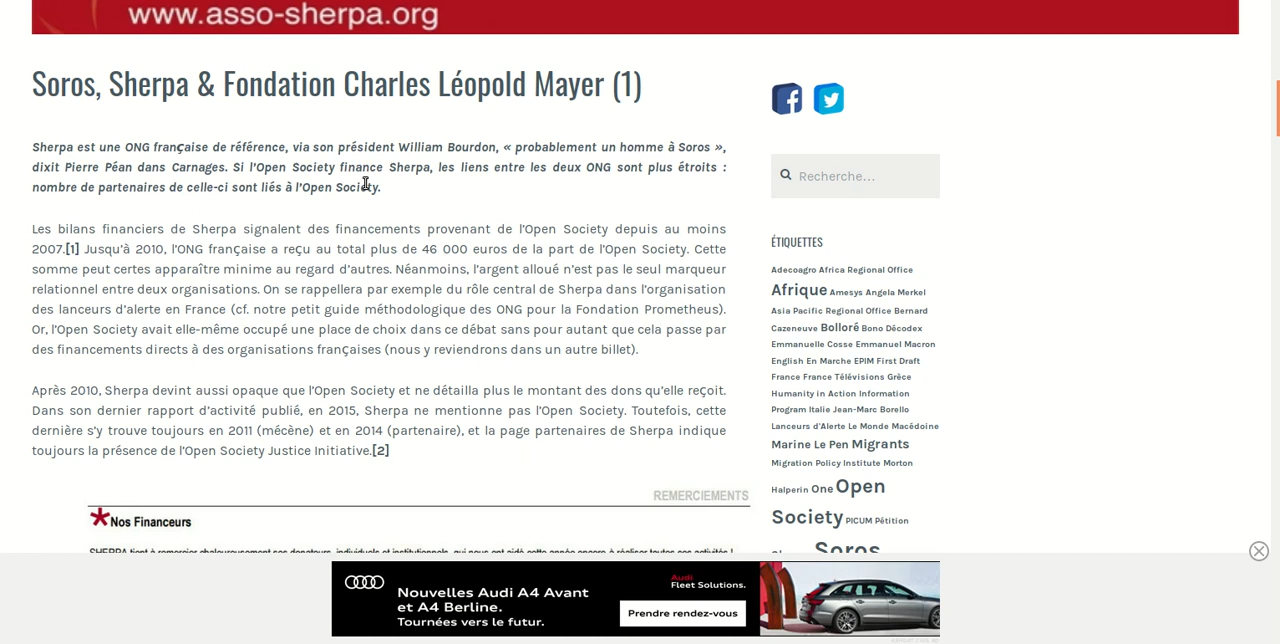 www.asso-sherpa.org
Soros, Sherpa & Fondation Charles Léopold Mayer (1)
Sherpa est une ONG française de référence, via son président William Bourdon, « probablement un homme à Soros »,
dixit Pierre Péan dans Carnages. Si l'Open Society finance Sherpa, les liens entre les deux ONG sont plus étroits :
nombre de partenaires de celle-ci sont liés à l'Open Society.
Les bilans financiers de Sherpa signalent des financements provenant de l'Open Society depuis au moins
2007.[1] Jusqu'à 2010, l'ONG française a reçu au total plus de 46 000 euros de la part de l'Open Society. Cette
somme peut certes apparaître minime au regard d'autres. Néanmoins, l'argent alloué n'est pas le seul marqueur
relationnel entre deux organisations. On se rappellera par exemple du rôle central de Sherpa dans l'organisation
des lanceurs d'alerte en France (cf. notre petit guide méthodologique des ONG pour la Fondation Prometheus).
Or, l'Open Society avait elle-même occupé une place de choix dans ce débat sans pour autant que cela passe par
des financements directs à des organisations françaises (nous y reviendrons dans un autre billet).
Après 2010, Sherpa devint aussi opaque que l'Open Society et ne détailla plus le montant des dons qu'elle reçoit.
Dans son dernier rapport d'activité publié, en 2015, Sherpa ne mentionne pas l'Open Society. Toutefois, cette
dernière s'y trouve toujours en 2011 (mécène) et en 2014 (partenaire), et la page partenaires de Sherpa indique
toujours la présence de l'Open Society Justice Initiative.[2]
REMERCIEMENTS
Nos Financeurs
Recherche...
ÉTIQUETTES
Adecoagro Africa Regional Office
Afrique Amesys Angela Merkel
Asia Pacific Regional Office Bernard
Cazeneuve Bolloré Bono Décodex
Emmanuelle Cosse Emmanuel Macron
English En Marche EPIM First Draft
France France Télévisions Grèce
Humanity in Action Information
Program Italie Jean-Marc Borello
Lanceurs d'Alerte Le Monde Macédoine
Marine Le Pen Migrants
Migration Policy Institute Morton
Halperin One Open
Society PICUM Pétition
Soros
Nouvelles Audi A4 Avant
et A4 Berline.
Tournées vers le futur.
Audi
Fleet Solutions.
Prendre rendez-vous